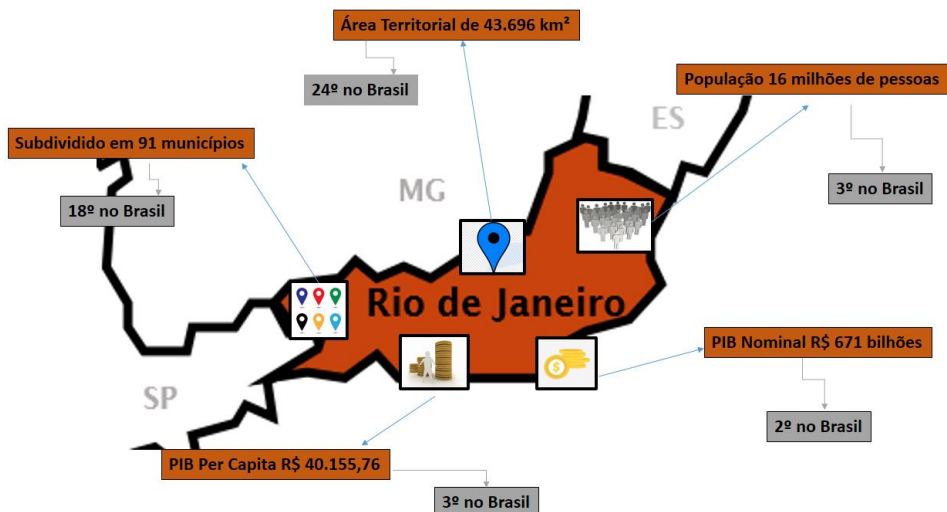 Área Territorial de 43.696 km²
24º no Brasil
População 16 milhões de pessoas
3º no Brasil
ES
Subdividido em 91 municípios
18º no Brasil
MG
Rio de Janeiro
PIB Nominal R$ 671 bilhões
2º no Brasil
SP
PIB Per Capita R$ 40.155,76
3º no Brasil